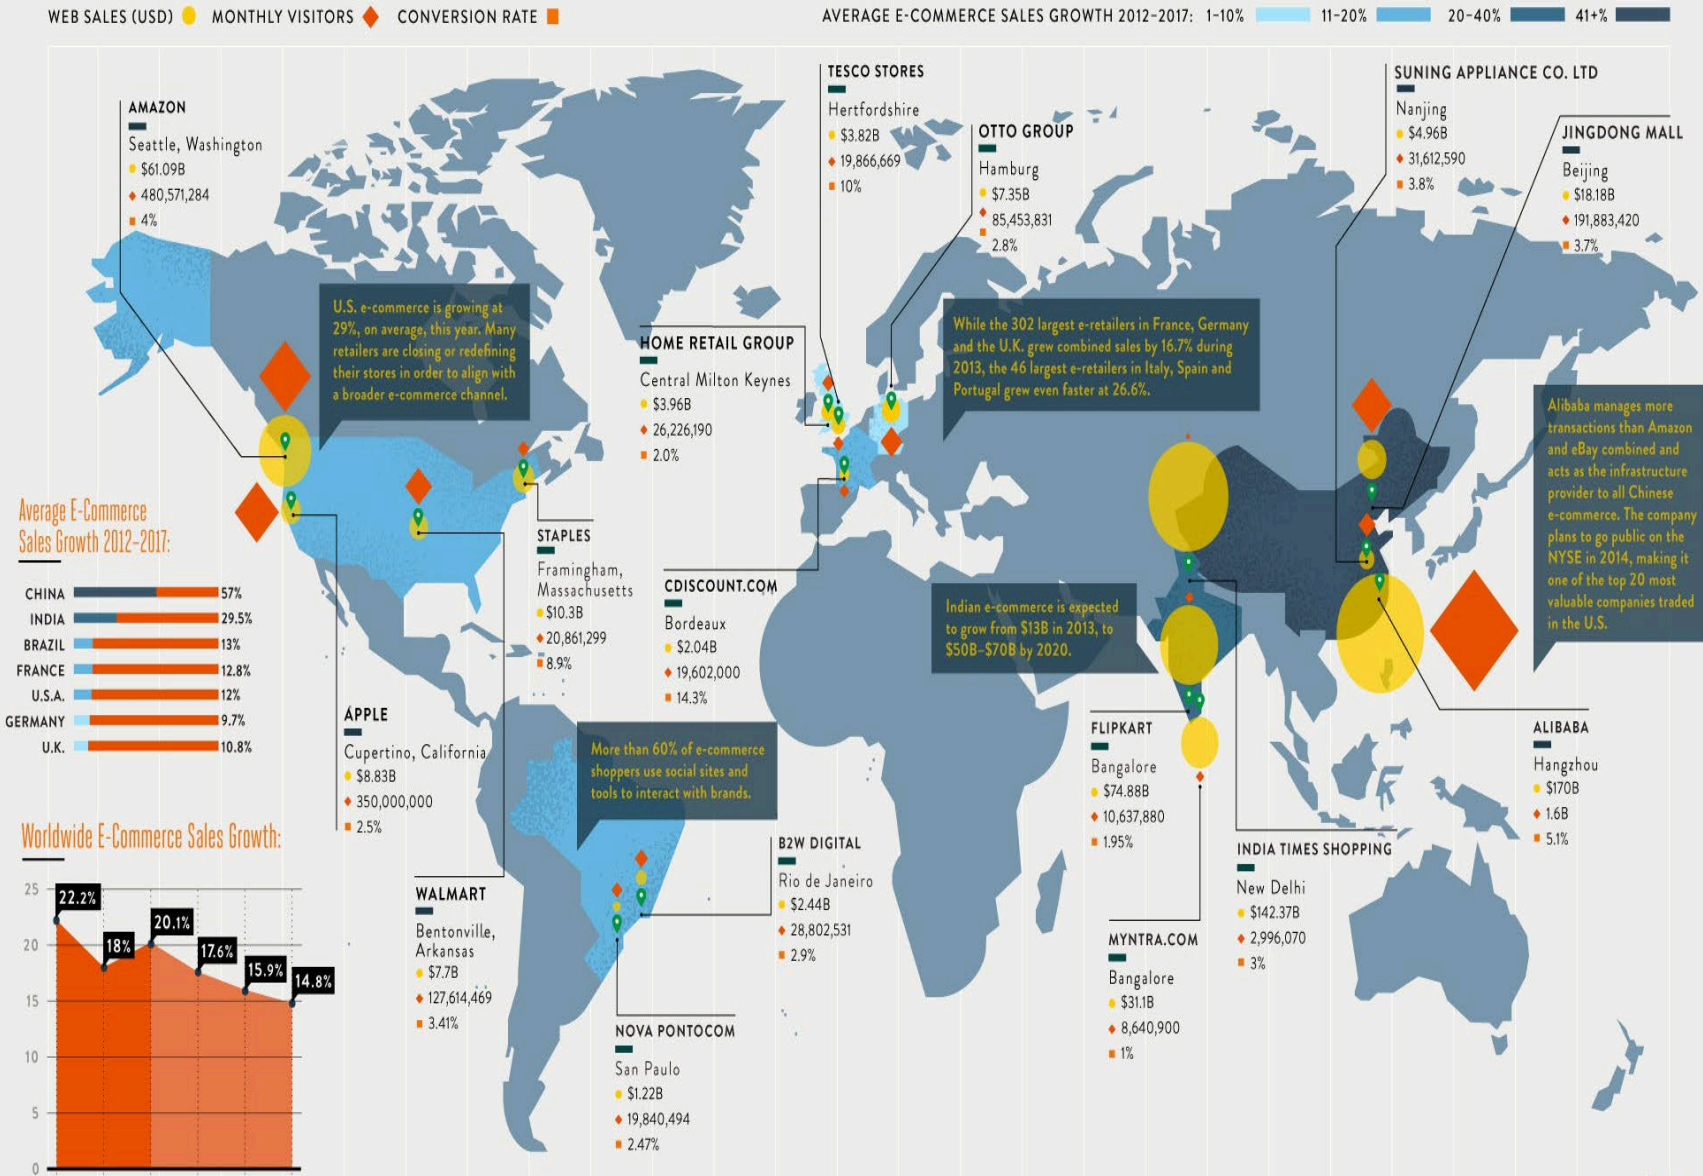 WEB SALES (USD) MONTHLY VISITORS CONVERSION RATE
AVERAGE E-COMMERCE SALES GROWTH 2012-2017: 1-10% 11-20% 20-40% 41+%
AMAZON
Seattle, Washington
$61.09B
480,571,284
4%
U.S. e-commerce is growing at
29%, on average, this year. Many
retailers are closing or redefining
their stores in order to align with
a broader e-commerce channel.
HOME RETAIL GROUP
Central Milton Keynes
$3.96B
26,226,190
2.0%
TESCO STORES
Hertfordshire
$3.82B
19,866,669
10%
OTTO GROUP
Hamburg
$7.35B
85,453,831
2.8%
While the 302 largest e-retailers in France, Germany
and the U.K. grew combined sales by 16.7% during
2013, the 46 largest e-retailers in Italy, Spain and
Portugal grew even faster at 26.6%.
SUNING APPLIANCE CO. LTD
Nanjing
$4.96B
31,612,590
3.8%
JINGDONG MALL
Beijing
$18.18B
191,883,420
3.7%
Alibaba manages more
transactions than Amazon
and eBay combined and
acts as the infrastructure
provider to all Chinese
e-commerce. The company
plans to go public on the
NYSE in 2014, making it
one of the top 20 most
valuable companies traded
in the U.S.
Average E-Commerce
Sales Growth 2012-2017:
CHINA 57%
INDIA 29.5%
BRAZIL 13%
FRANCE 12.8%
U.S.A. 12%
GERMANY 9.7%
U.K. 10.8%
STAPLES
Framingham,
Massachusetts
$10.3B
20,861,299
8.9%
CDISCOUNT.COM
Bordeaux
$2.04B
19,602,000
14.3%
Indian e-commerce is expected
to grow from $13B in 2013, to
$50B-$70B by 2020.
APPLE
Cupertino, California
$8.83B
350,000,000
2.5%
More than 60% of e-commerce
shoppers use social sites and
tools to interact with brands.
FLIPKART
Bangalore
$74.88B
10,637,880
1.95%
ALIBABA
Hangzhou
$170B
1.6B
5.1%
WALMART
Bentonville,
Arkansas
$7.7B
127,614,469
3.41%
B2W DIGITAL
Rio de Janeiro
$2.44B
28,802,531
2.9%
INDIA TIMES SHOPPING
New Delhi
$142.37B
2,996,070
3%
MYNTRA.COM
Bangalore
$31.1B
8,640,900
1%
NOVA PONTOCOM
San Paulo
$1.22B
19,840,494
2.47%
Worldwide E-Commerce Sales Growth:
25
20
15
10
5
0
22.2%
18%
20.1%
17.6%
15.9%
14.8%